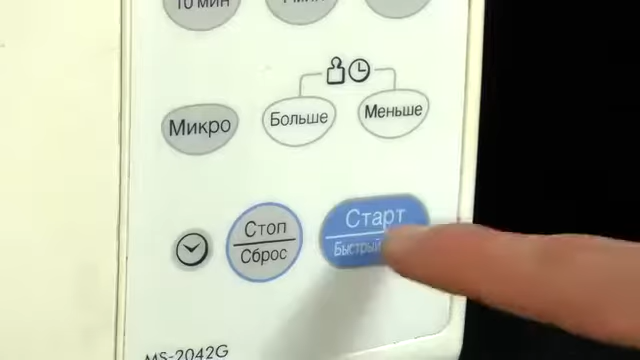 10 мин
Микро
Больше
Меньше
Стоп
Сброс
Старт
Быстрый
MS-2042G